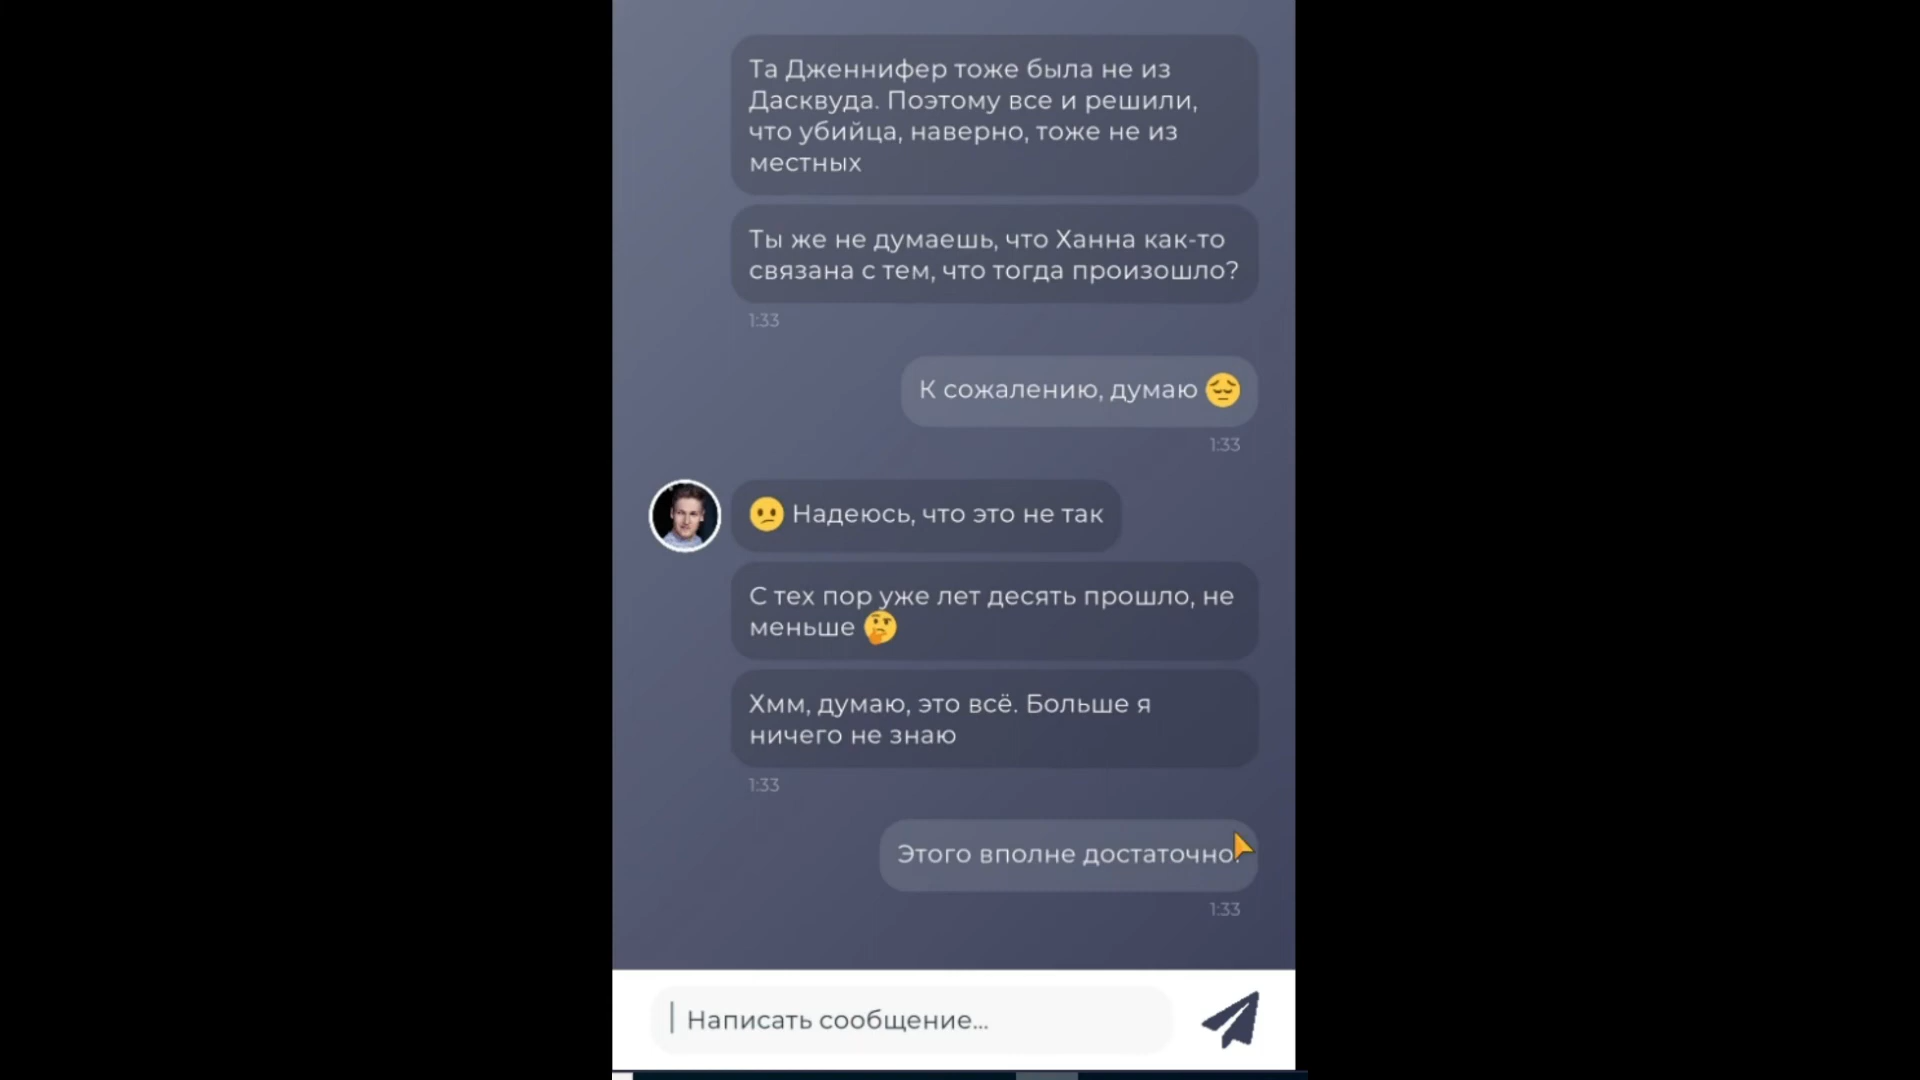 Та Дженнифер тоже была не из
Дасквуда. Поэтому все и решили,
что убийца, наверно, тоже не из
местных
Ты же не думаешь, что Ханна как-то
связана с тем, что тогда произошло?
1:33
К сожалению, думаю 😔
1:33
😕 Надеюсь, что это не так
С тех пор уже лет десять прошло, не
меньше 🤔
Хмм, думаю, это всё. Больше я
ничего не знаю
1:33
Этого вполне достаточно.
1:33
Написать сообщение...